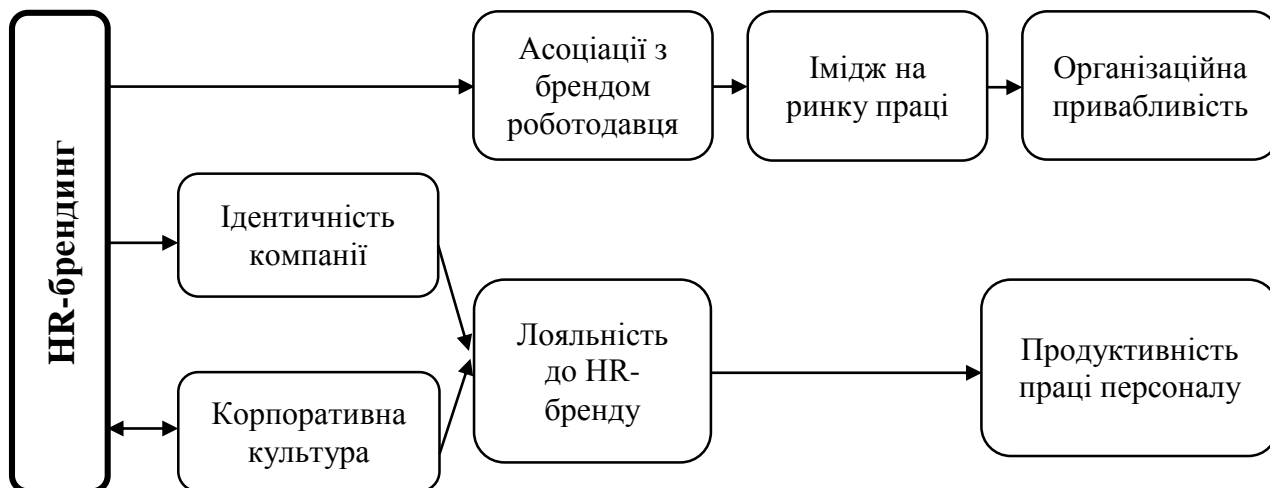 HR-брендинг
Асоціації з
брендом
роботодавця
Імідж на
ринку праці
Організаційна
привабливість
Ідентичність
компанії
Корпоративна
культура
Лояльність
до HR-
бренду
Продуктивність
праці персоналу